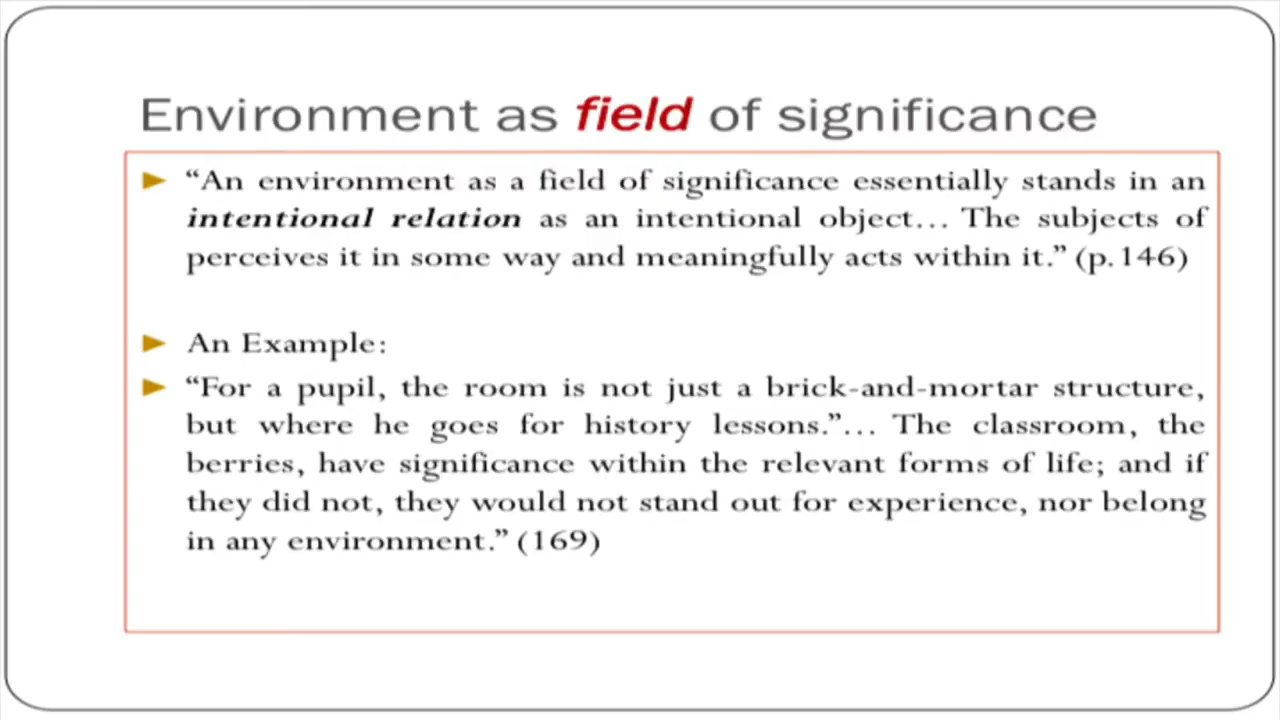 Environment as field of significance
“An environment as a field of significance essentially stands in an
intentional relation as an intentional object… The subjects of
perceives it in some way and meaningfully acts within it.” (p.146)
An Example:
“For a pupil, the room is not just a brick-and-mortar structure,
but where he goes for history lessons.”… The classroom, the
berries, have significance within the relevant forms of life; and if
they did not, they would not stand out for experience, nor belong
in any environment.” (169)